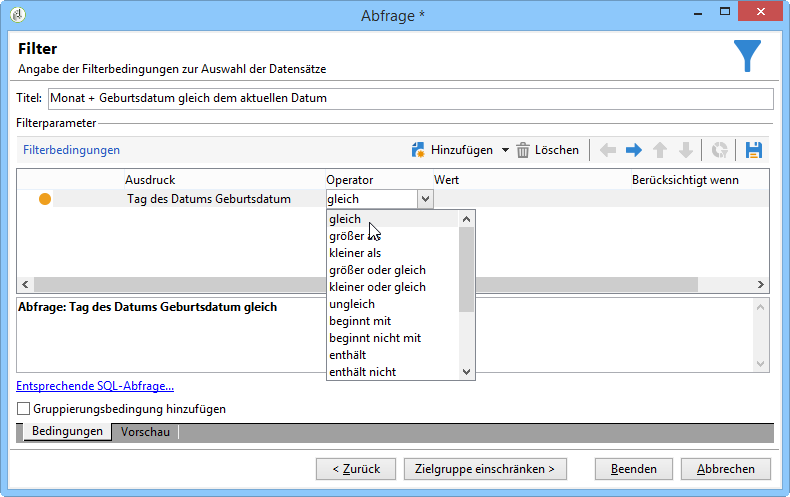 Abfrage *
Filter
Angabe der Filterbedingungen zur Auswahl der Datensätze
Titel: Monat + Geburtsdatum gleich dem aktuellen Datum
Filterparameter
Filterbedingungen Hinzufügen Löschen
Ausdruck Operator Wert Berücksichtigt wenn
Tag des Datums Geburtsdatum gleich
gleich
größer als
kleiner als
größer oder gleich
kleiner oder gleich
ungleich
beginnt mit
beginnt nicht mit
enthält
enthält nicht
Abfrage: Tag des Datums Geburtsdatum gleich
Entsprechende SQL-Abfrage...
Gruppierungsbedingung hinzufügen
Bedingungen Vorschau
< Zurück Zielgruppe einschränken > Beenden Abbrechen